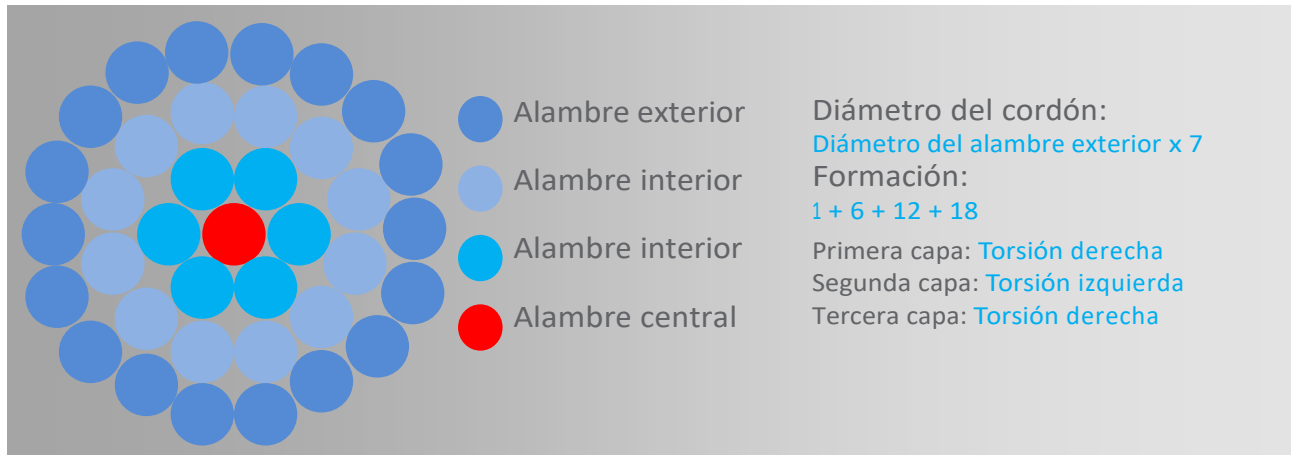 Alambre exterior
Alambre interior
Alambre interior
Alambre central
Diámetro del cordón:
Diámetro del alambre exterior x 7
Formación:
1 + 6 + 12 + 18
Primera capa: Torsión derecha
Segunda capa: Torsión izquierda
Tercera capa: Torsión derecha